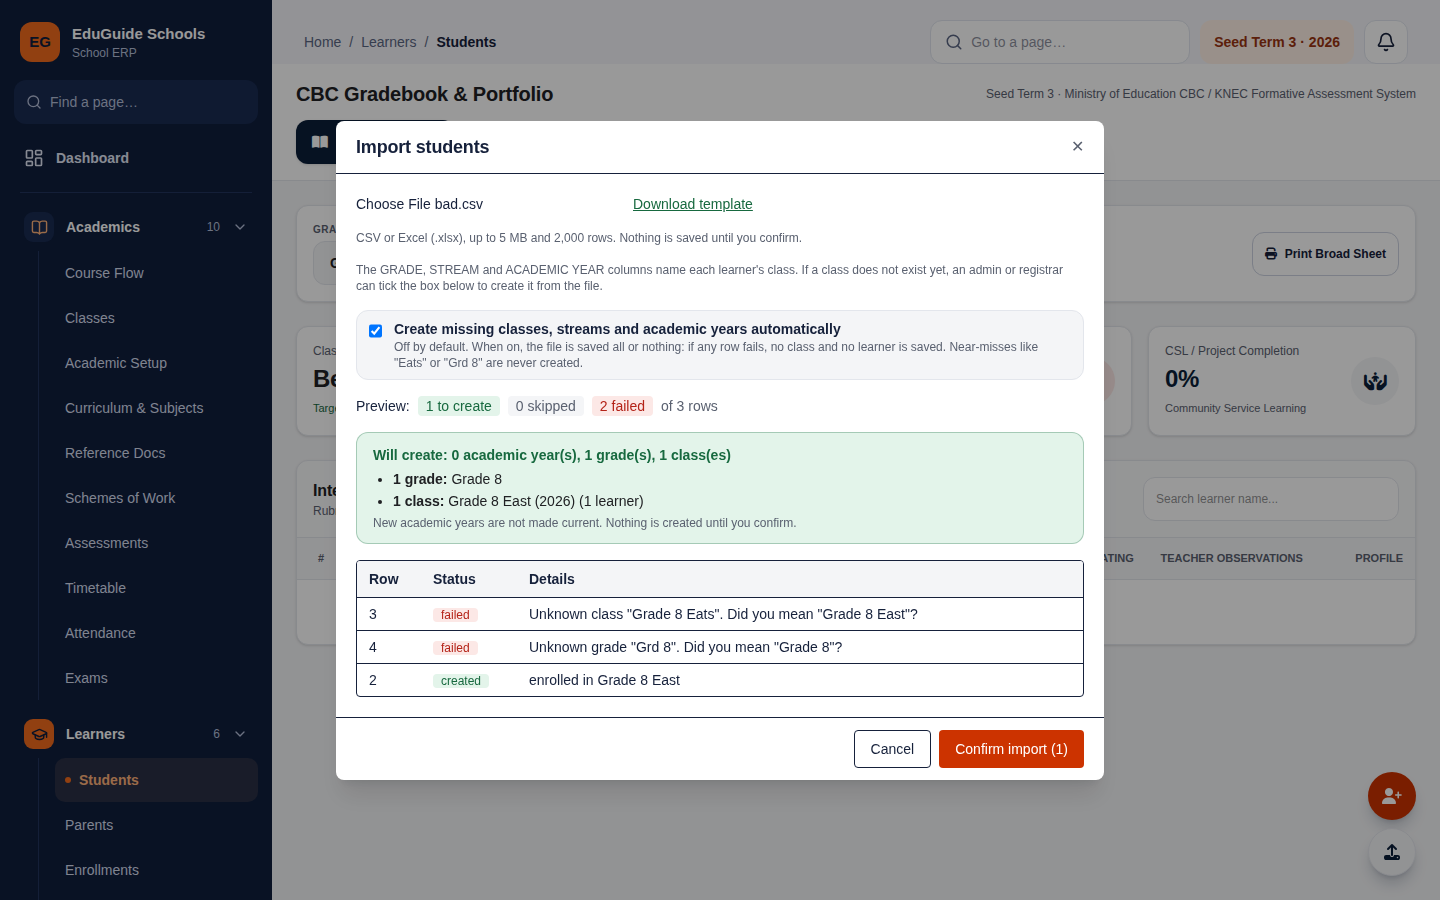 EG
EduGuide Schools
School ERP
Find a page…
Dashboard
Academics 10
Course Flow
Classes
Academic Setup
Curriculum & Subjects
Reference Docs
Schemes of Work
Assessments
Timetable
Attendance
Exams
Learners 6
Students
Parents
Enrollments
Home / Learners / Students
Go to a page…
Seed Term 3 · 2026
CBC Gradebook & Portfolio
Seed Term 3 · Ministry of Education CBC / KNEC Formative Assessment System
Print Broad Sheet
CSL / Project Completion
0%
Community Service Learning
Search learner name...
#
TEACHER OBSERVATIONS
PROFILE
Import students
×
Choose File bad.csv
Download template
CSV or Excel (.xlsx), up to 5 MB and 2,000 rows. Nothing is saved until you confirm.
The GRADE, STREAM and ACADEMIC YEAR columns name each learner's class. If a class does not exist yet, an admin or registrar
can tick the box below to create it from the file.
Create missing classes, streams and academic years automatically
Off by default. When on, the file is saved all or nothing: if any row fails, no class and no learner is saved. Near-misses like
"Eats" or "Grd 8" are never created.
Preview: 1 to create 0 skipped 2 failed of 3 rows
Will create: 0 academic year(s), 1 grade(s), 1 class(es)
• 1 grade: Grade 8
• 1 class: Grade 8 East (2026) (1 learner)
New academic years are not made current. Nothing is created until you confirm.
Row Status Details
3 failed Unknown class "Grade 8 Eats". Did you mean "Grade 8 East"?
4 failed Unknown grade "Grd 8". Did you mean "Grade 8"?
2 created enrolled in Grade 8 East
Cancel
Confirm import (1)